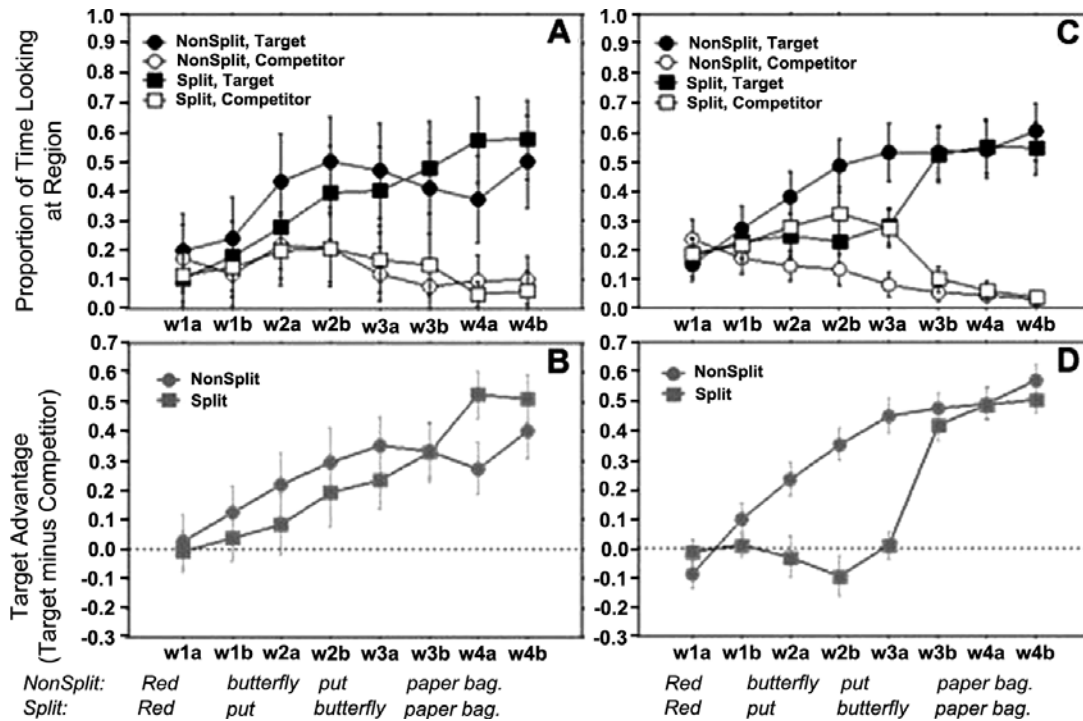 A
NonSplit, Target
NonSplit, Competitor
Split, Target
Split, Competitor
Proportion of Time Looking
at Region
1.0
0.9
0.8
0.7
0.6
0.5
0.4
0.3
0.2
0.1
0.0
w1a w1b w2a w2b w3a w3b w4a w4b
C
NonSplit, Target
NonSplit, Competitor
Split, Target
Split, Competitor
1.0
0.9
0.8
0.7
0.6
0.5
0.4
0.3
0.2
0.1
0.0
w1a w1b w2a w2b w3a w3b w4a w4b
B
NonSplit
Split
Target Advantage
(Target minus Competitor)
0.7
0.6
0.5
0.4
0.3
0.2
0.1
0.0
-0.1
-0.2
-0.3
w1a w1b w2a w2b w3a w3b w4a w4b
D
NonSplit
Split
0.7
0.6
0.5
0.4
0.3
0.2
0.1
0.0
-0.1
-0.2
-0.3
w1a w1b w2a w2b w3a w3b w4a w4b
NonSplit: Red butterfly put paper bag. Red butterfly put paper bag.
Split: Red put butterfly paper bag. Red put butterfly paper bag.